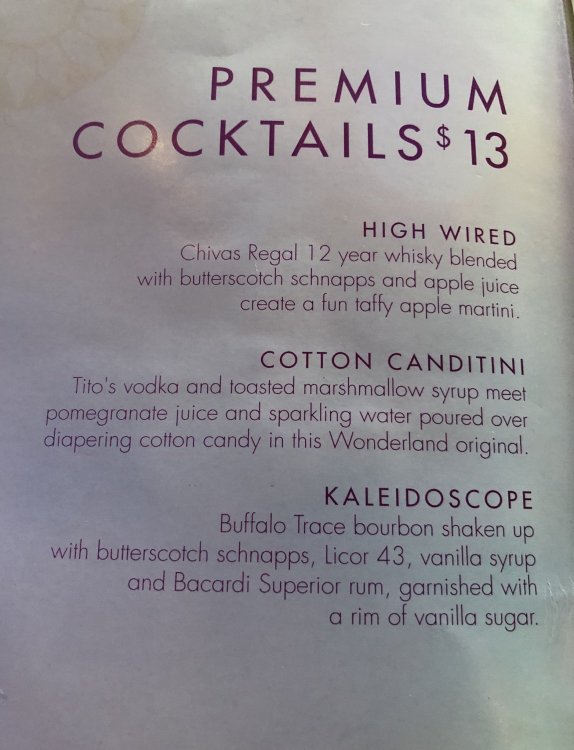 PREMIUM
COCKTAILS $13
HIGH WIRED
Chivas Regal 12 year whisky blended
with butterscotch schnapps and apple juice
create a fun taffy apple martini.
COTTON CANDITINI
Tito's vodka and toasted marshmallow syrup meet
pomegranate juice and sparkling water poured over
diapering cotton candy in this Wonderland original.
KALEIDOSCOPE
Buffalo Trace bourbon shaken up
with butterscotch schnapps, Licor 43, vanilla syrup
and Bacardi Superior rum, garnished with
a rim of vanilla sugar.